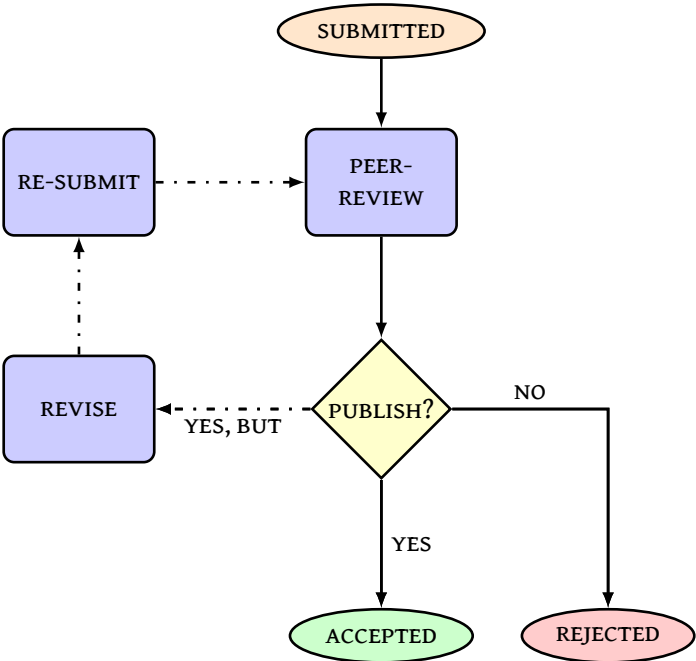 SUBMITTED
RE-SUBMIT
PEER-
REVIEW
NO
REVISE
PUBLISH?
YES, BUT
YES
ACCEPTED
REJECTED